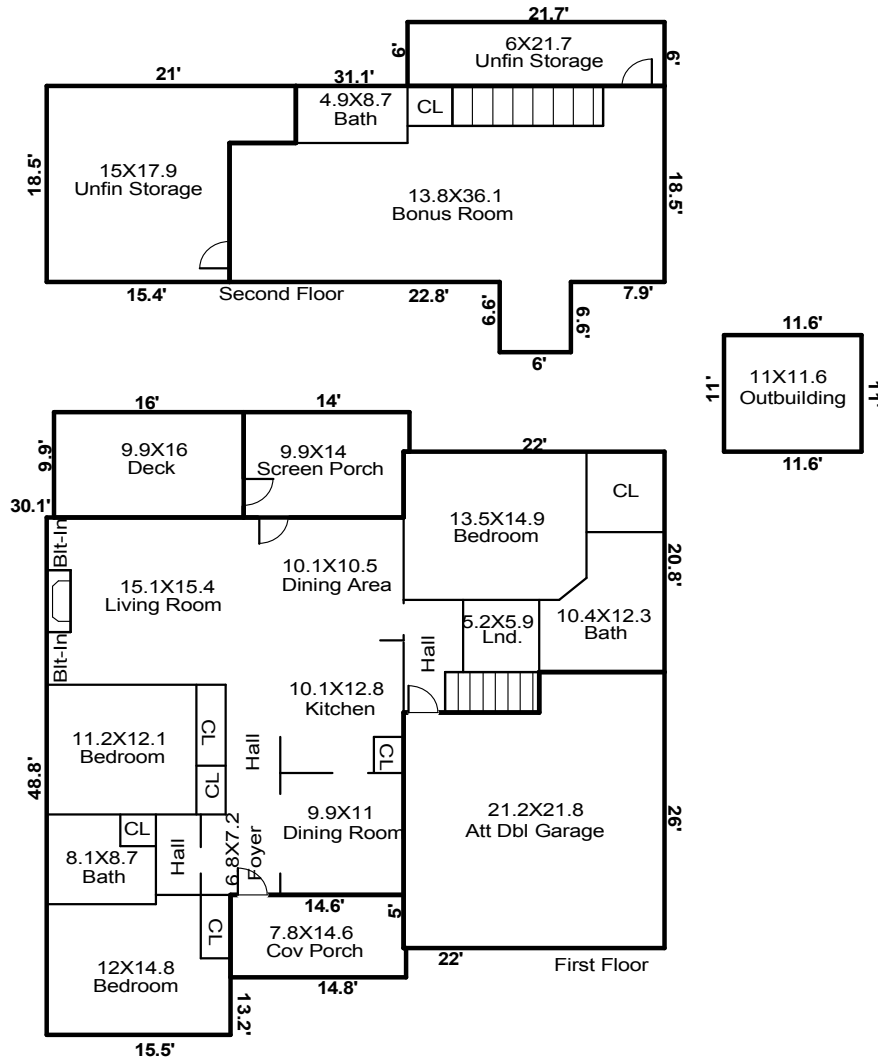 21.7'
6'
6X21.7
Unfin Storage
6'
21'
31.1'
4.9X8.7
Bath
CL
18.5'
15X17.9
Unfin Storage
13.8X36.1
Bonus Room
18.5'
15.4'
Second Floor
22.8'
7.9'
6.6'
6.6'
6'
11.6'
11'
11X11.6
Outbuilding
11'
11.6'
16'
14'
9.9'
9.9X16
Deck
9.9X14
Screen Porch
22'
30.1'
Blt-In
CL
13.5X14.9
Bedroom
20.8'
10.1X10.5
Dining Area
15.1X15.4
Living Room
Blt-In
5.2X5.9
Lnd.
10.4X12.3
Bath
Hall
10.1X12.8
Kitchen
11.2X12.1
Bedroom
CL
CL
Hall
CL
48.8'
9.9X11
Dining Room
21.2X21.8
Att Dbl Garage
26'
CL
8.1X8.7
Bath
Hall
6.8X7.2
Foyer
14.6'
5'
CL
7.8X14.6
Cov Porch
22'
First Floor
12X14.8
Bedroom
14.8'
13.2'
15.5'